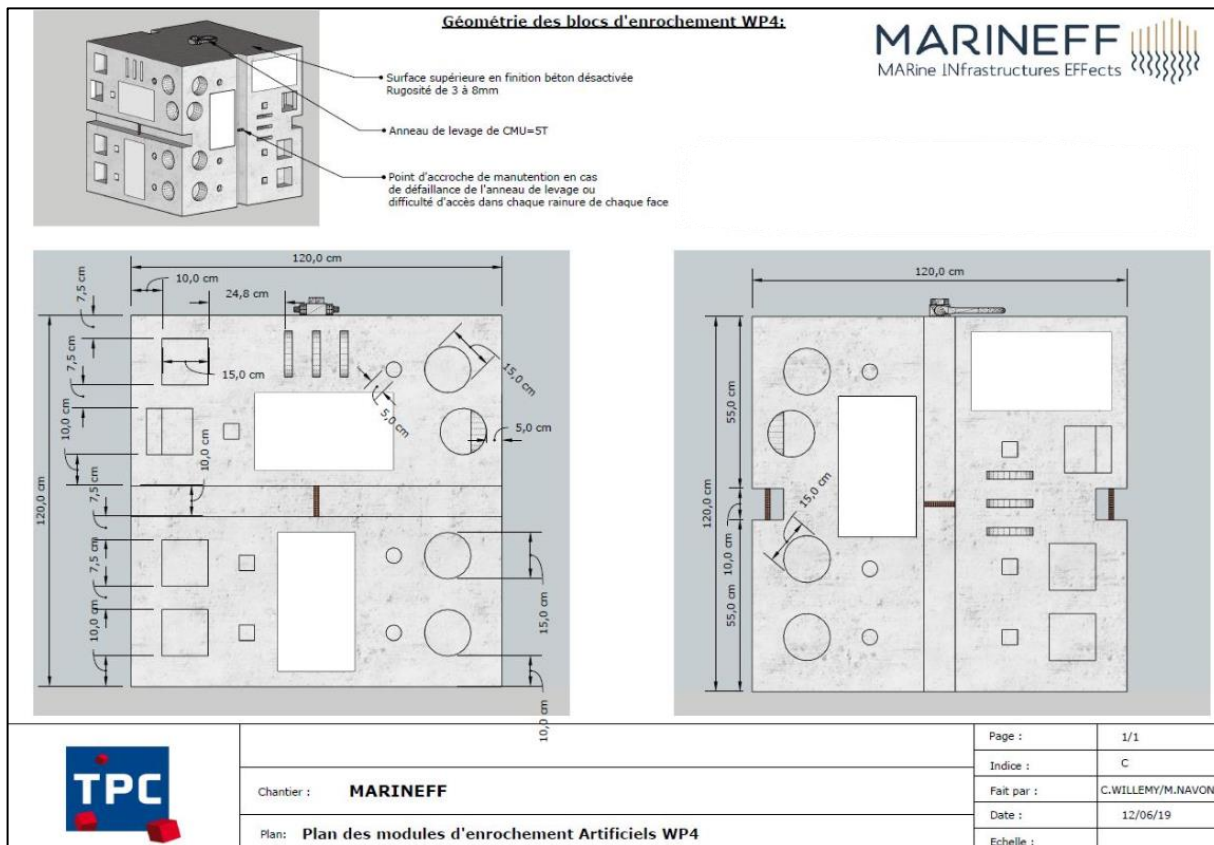 Géométrie des blocs d'enrochement WP4:
MARINEFF
MARine INfrastructures EFFects
Surface supérieure en finition béton désactivée
Rugosité de 3 à 8mm
Anneau de levage de CMU=5T
Point d'accroche de manutention en cas
de défaillance de l'anneau de levage ou
difficulté d'accès dans chaque rainure de chaque face
120,0 cm
10,0 cm
7,5 cm
24,8 cm
7,5 cm
15,0 cm
15,0 cm
5,0 cm
5,0 cm
10,0 cm
10,0 cm
120,0 cm
7,5 cm
7,5 cm
10,0 cm
15,0 cm
10,0 cm
120,0 cm
55,0 cm
15,0 cm
120,0 cm
10,0 cm
55,0 cm
TPC
Chantier : MARINEFF
Plan: Plan des modules d'enrochement Artificiels WP4
Page : 1/1
Indice : C
Fait par : C.WILLEMY/M.NAVON
Date : 12/06/19
Echelle :